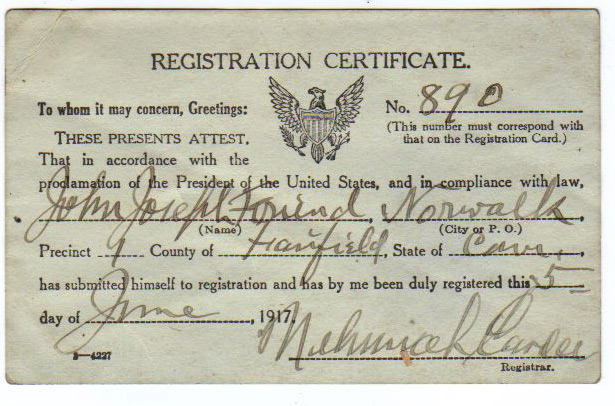 REGISTRATION CERTIFICATE.
To whom it may concern, Greetings:
No. 890
(This number must correspond with
that on the Registration Card.)
THESE PRESENTS ATTEST.
That in accordance with the
proclamation of the President of the United States, and in compliance with law,
John Joseph Friend, Norwalk,
(Name) (City or P. O.)
Precinct 1 County of Fairfield, State of Conn.,
has submitted himself to registration and has by me been duly registered this 5
day of June, 1917.
Registrar.
3—4227